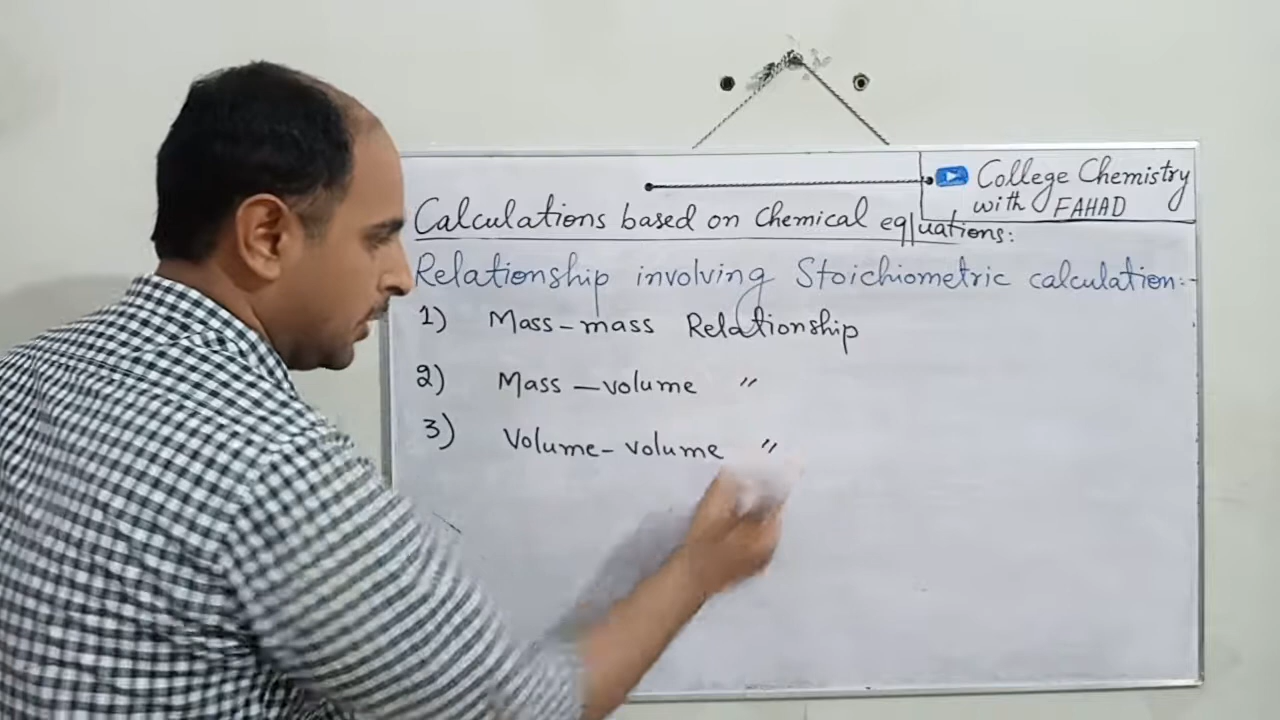 College Chemistry
with FAHAD
Calculations based on Chemical equations:
Relationship involving Stoichiometric calculation:-
1) Mass-mass Relationship
2) Mass-volume "
3) Volume-volume "